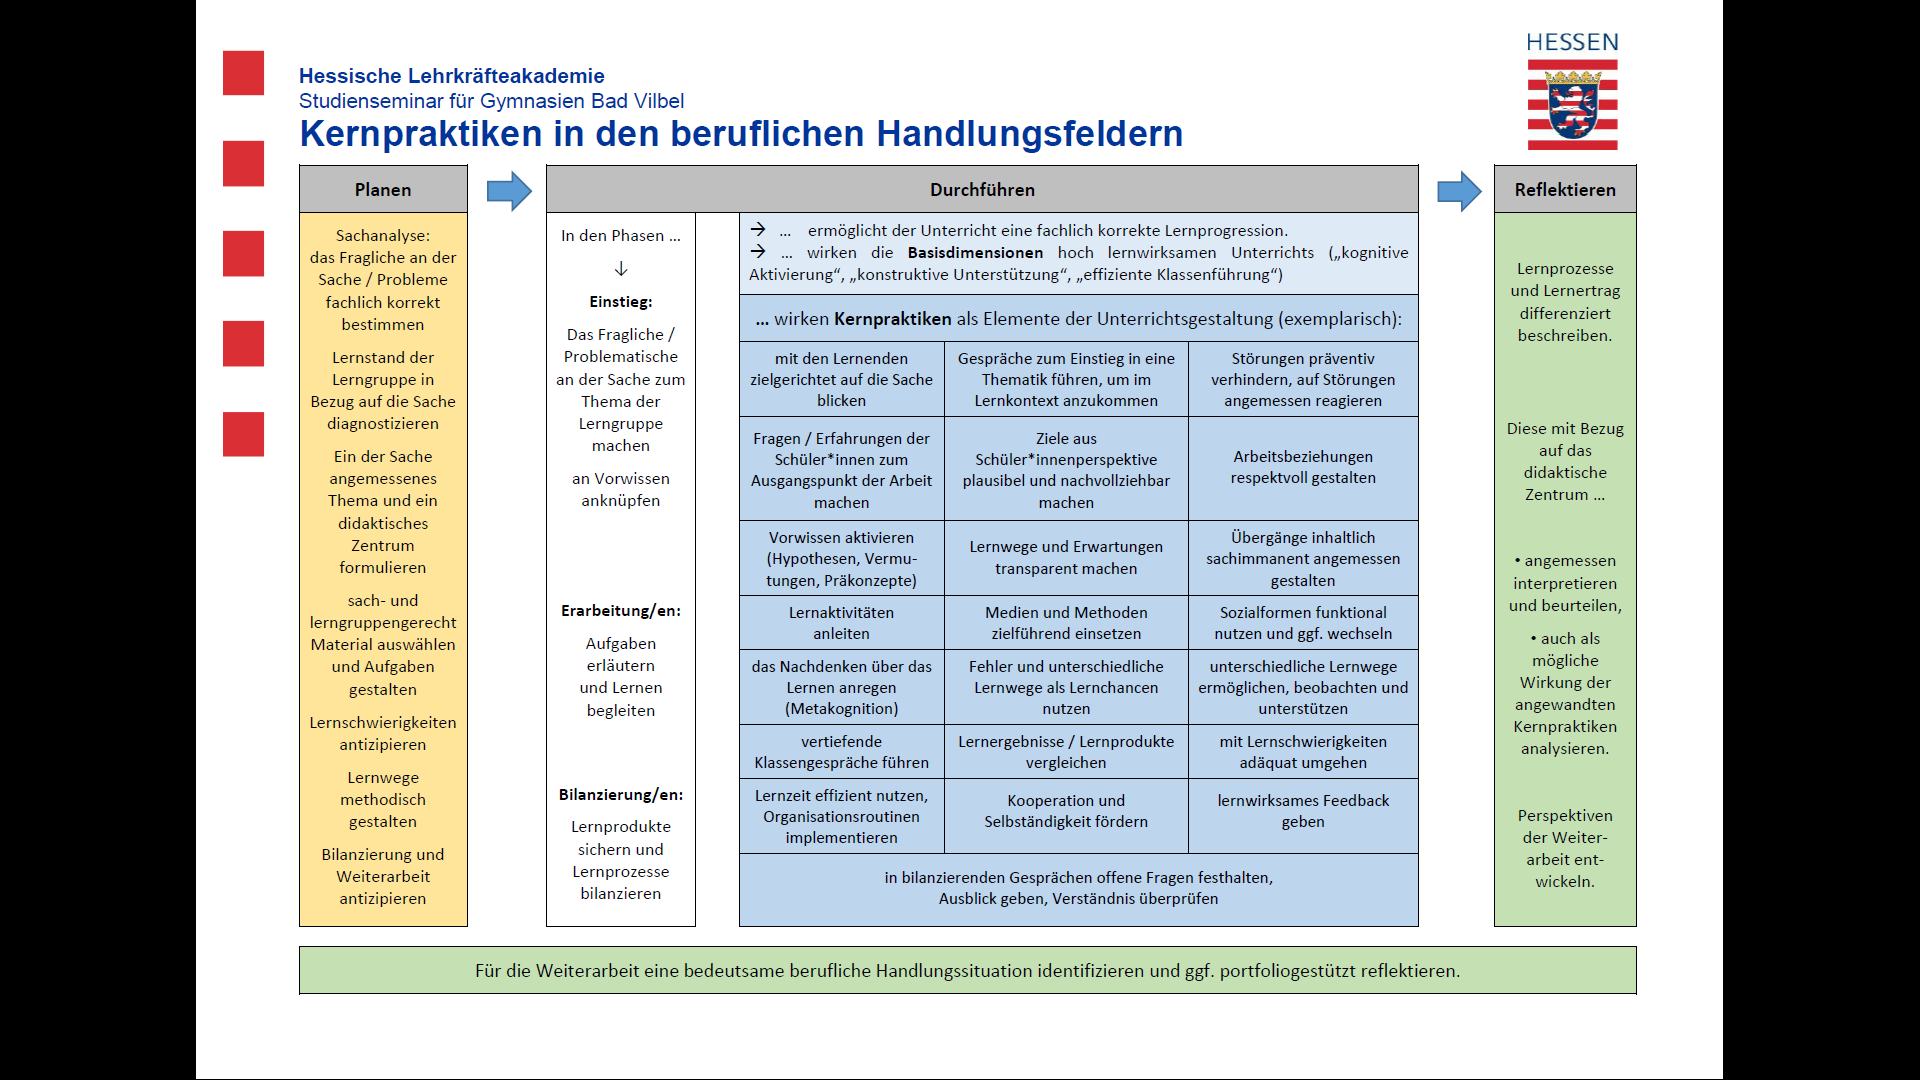 HESSEN
Hessische Lehrkräfteakademie
Studienseminar für Gymnasien Bad Vilbel
Kernpraktiken in den beruflichen Handlungsfeldern
Planen
Sachanalyse:
das Fragliche an der
Sache / Probleme
fachlich korrekt
bestimmen
Lernstand der
Lerngruppe in
Bezug auf die Sache
diagnostizieren
Ein der Sache
angemessenes
Thema und ein
didaktisches
Zentrum
formulieren
sach- und
lerngruppengerecht
Material auswählen
und Aufgaben
gestalten
Lernschwierigkeiten
antizipieren
Lernwege
methodisch
gestalten
Bilanzierung und
Weiterarbeit
antizipieren
Durchführen
In den Phasen ...
↓
Einstieg:
Das Fragliche /
Problematische
an der Sache zum
Thema der
Lerngruppe
machen
an Vorwissen
anknüpfen
Erarbeitung/en:
Aufgaben
erläutern
und Lernen
begleiten
Bilanzierung/en:
Lernprodukte
sichern und
Lernprozesse
bilanzieren
→ ... ermöglicht der Unterricht eine fachlich korrekte Lernprogression.
→ ... wirken die Basisdimensionen hoch lernwirksamen Unterrichts („kognitive
Aktivierung“, „konstruktive Unterstützung“, „effiziente Klassenführung“)
... wirken Kernpraktiken als Elemente der Unterrichtsgestaltung (exemplarisch):
mit den Lernenden
zielgerichtet auf die Sache
blicken
Gespräche zum Einstieg in eine
Thematik führen, um im
Lernkontext anzukommen
Störungen präventiv
verhindern, auf Störungen
angemessen reagieren
Fragen / Erfahrungen der
Schüler*innen zum
Ausgangspunkt der Arbeit
machen
Ziele aus
Schüler*innenperspektive
plausibel und nachvollziehbar
machen
Arbeitsbeziehungen
respektvoll gestalten
Vorwissen aktivieren
(Hypothesen, Vermu-
tungen, Präkonzepte)
Lernwege und Erwartungen
transparent machen
Übergänge inhaltlich
sachimmanent angemessen
gestalten
Lernaktivitäten
anleiten
Medien und Methoden
zielführend einsetzen
Sozialformen funktional
nutzen und ggf. wechseln
das Nachdenken über das
Lernen anregen
(Metakognition)
Fehler und unterschiedliche
Lernwege als Lernchancen
nutzen
unterschiedliche Lernwege
ermöglichen, beobachten und
unterstützen
vertiefende
Klassengespräche führen
Lernergebnisse / Lernprodukte
vergleichen
mit Lernschwierigkeiten
adäquat umgehen
Lernzeit effizient nutzen,
Organisationsroutinen
implementieren
Kooperation und
Selbständigkeit fördern
lernwirksames Feedback
geben
in bilanzierenden Gesprächen offene Fragen festhalten,
Ausblick geben, Verständnis überprüfen
Reflektieren
Lernprozesse
und Lernertrag
differenziert
beschreiben.
Diese mit Bezug
auf das
didaktische
Zentrum ...
• angemessen
interpretieren
und beurteilen,
• auch als
mögliche
Wirkung der
angewandten
Kernpraktiken
analysieren.
Perspektiven
der Weiter-
arbeit ent-
wickeln.
Für die Weiterarbeit eine bedeutsame berufliche Handlungssituation identifizieren und ggf. portfoliogestützt reflektieren.